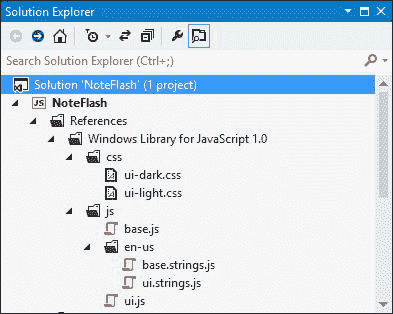 Solution Explorer
Search Solution Explorer (Ctrl+;)
Solution 'NoteFlash' (1 project)
JS NoteFlash
References
Windows Library for JavaScript 1.0
css
ui-dark.css
ui-light.css
js
base.js
en-us
base.strings.js
ui.strings.js
ui.js